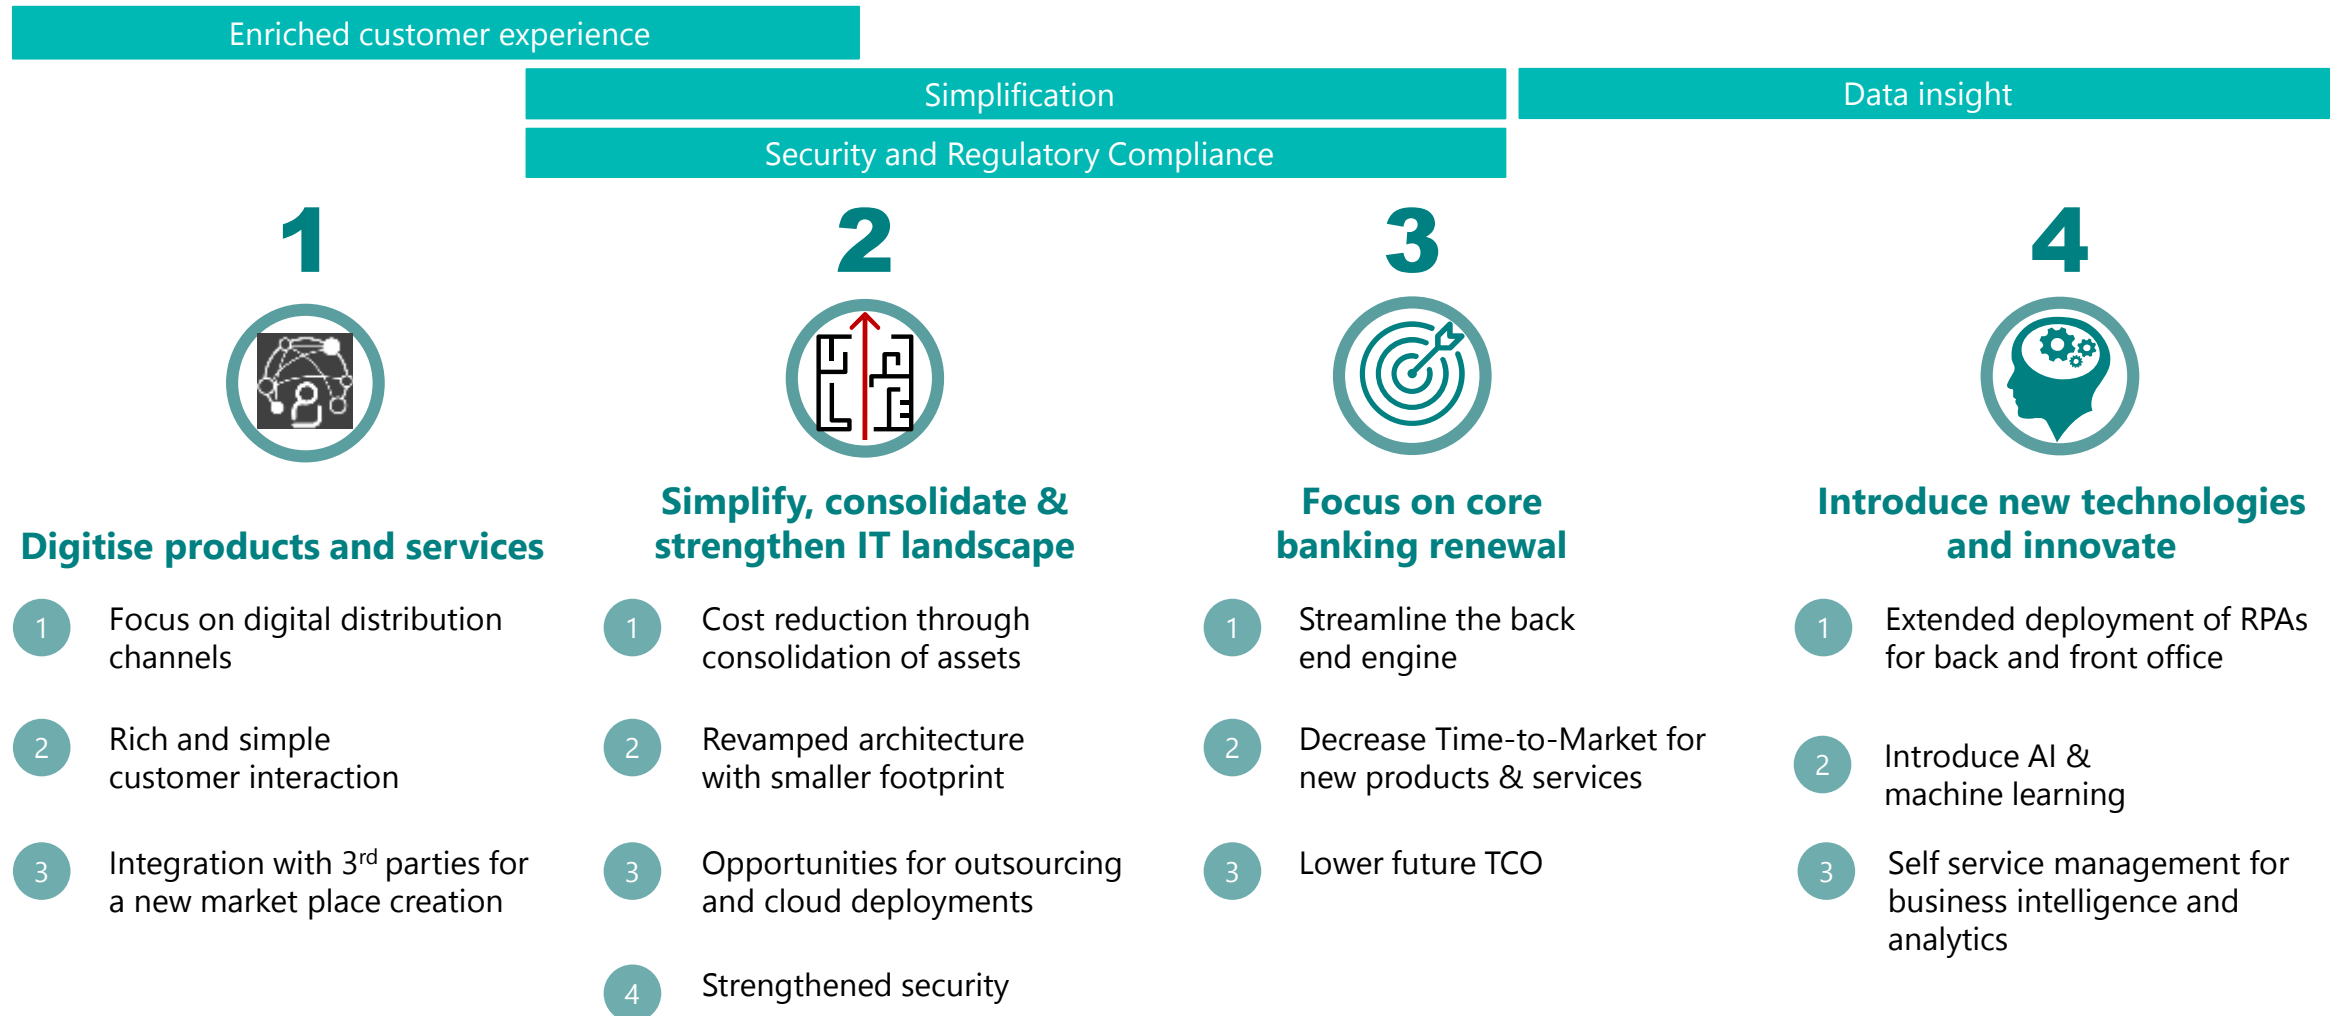 Enriched customer experience
Simplification
Data insight
Security and Regulatory Compliance
1
Digitise products and services
1
Focus on digital distribution
channels
2
Rich and simple
customer interaction
3
Integration with 3rd parties for
a new market place creation
2
Simplify, consolidate &
strengthen IT landscape
1
Cost reduction through
consolidation of assets
2
Revamped architecture
with smaller footprint
3
Opportunities for outsourcing
and cloud deployments
4
Strengthened security
3
Focus on core
banking renewal
1
Streamline the back
end engine
2
Decrease Time-to-Market for
new products & services
3
Lower future TCO
4
Introduce new technologies
and innovate
1
Extended deployment of RPAs
for back and front office
2
Introduce AI &
machine learning
3
Self service management for
business intelligence and
analytics